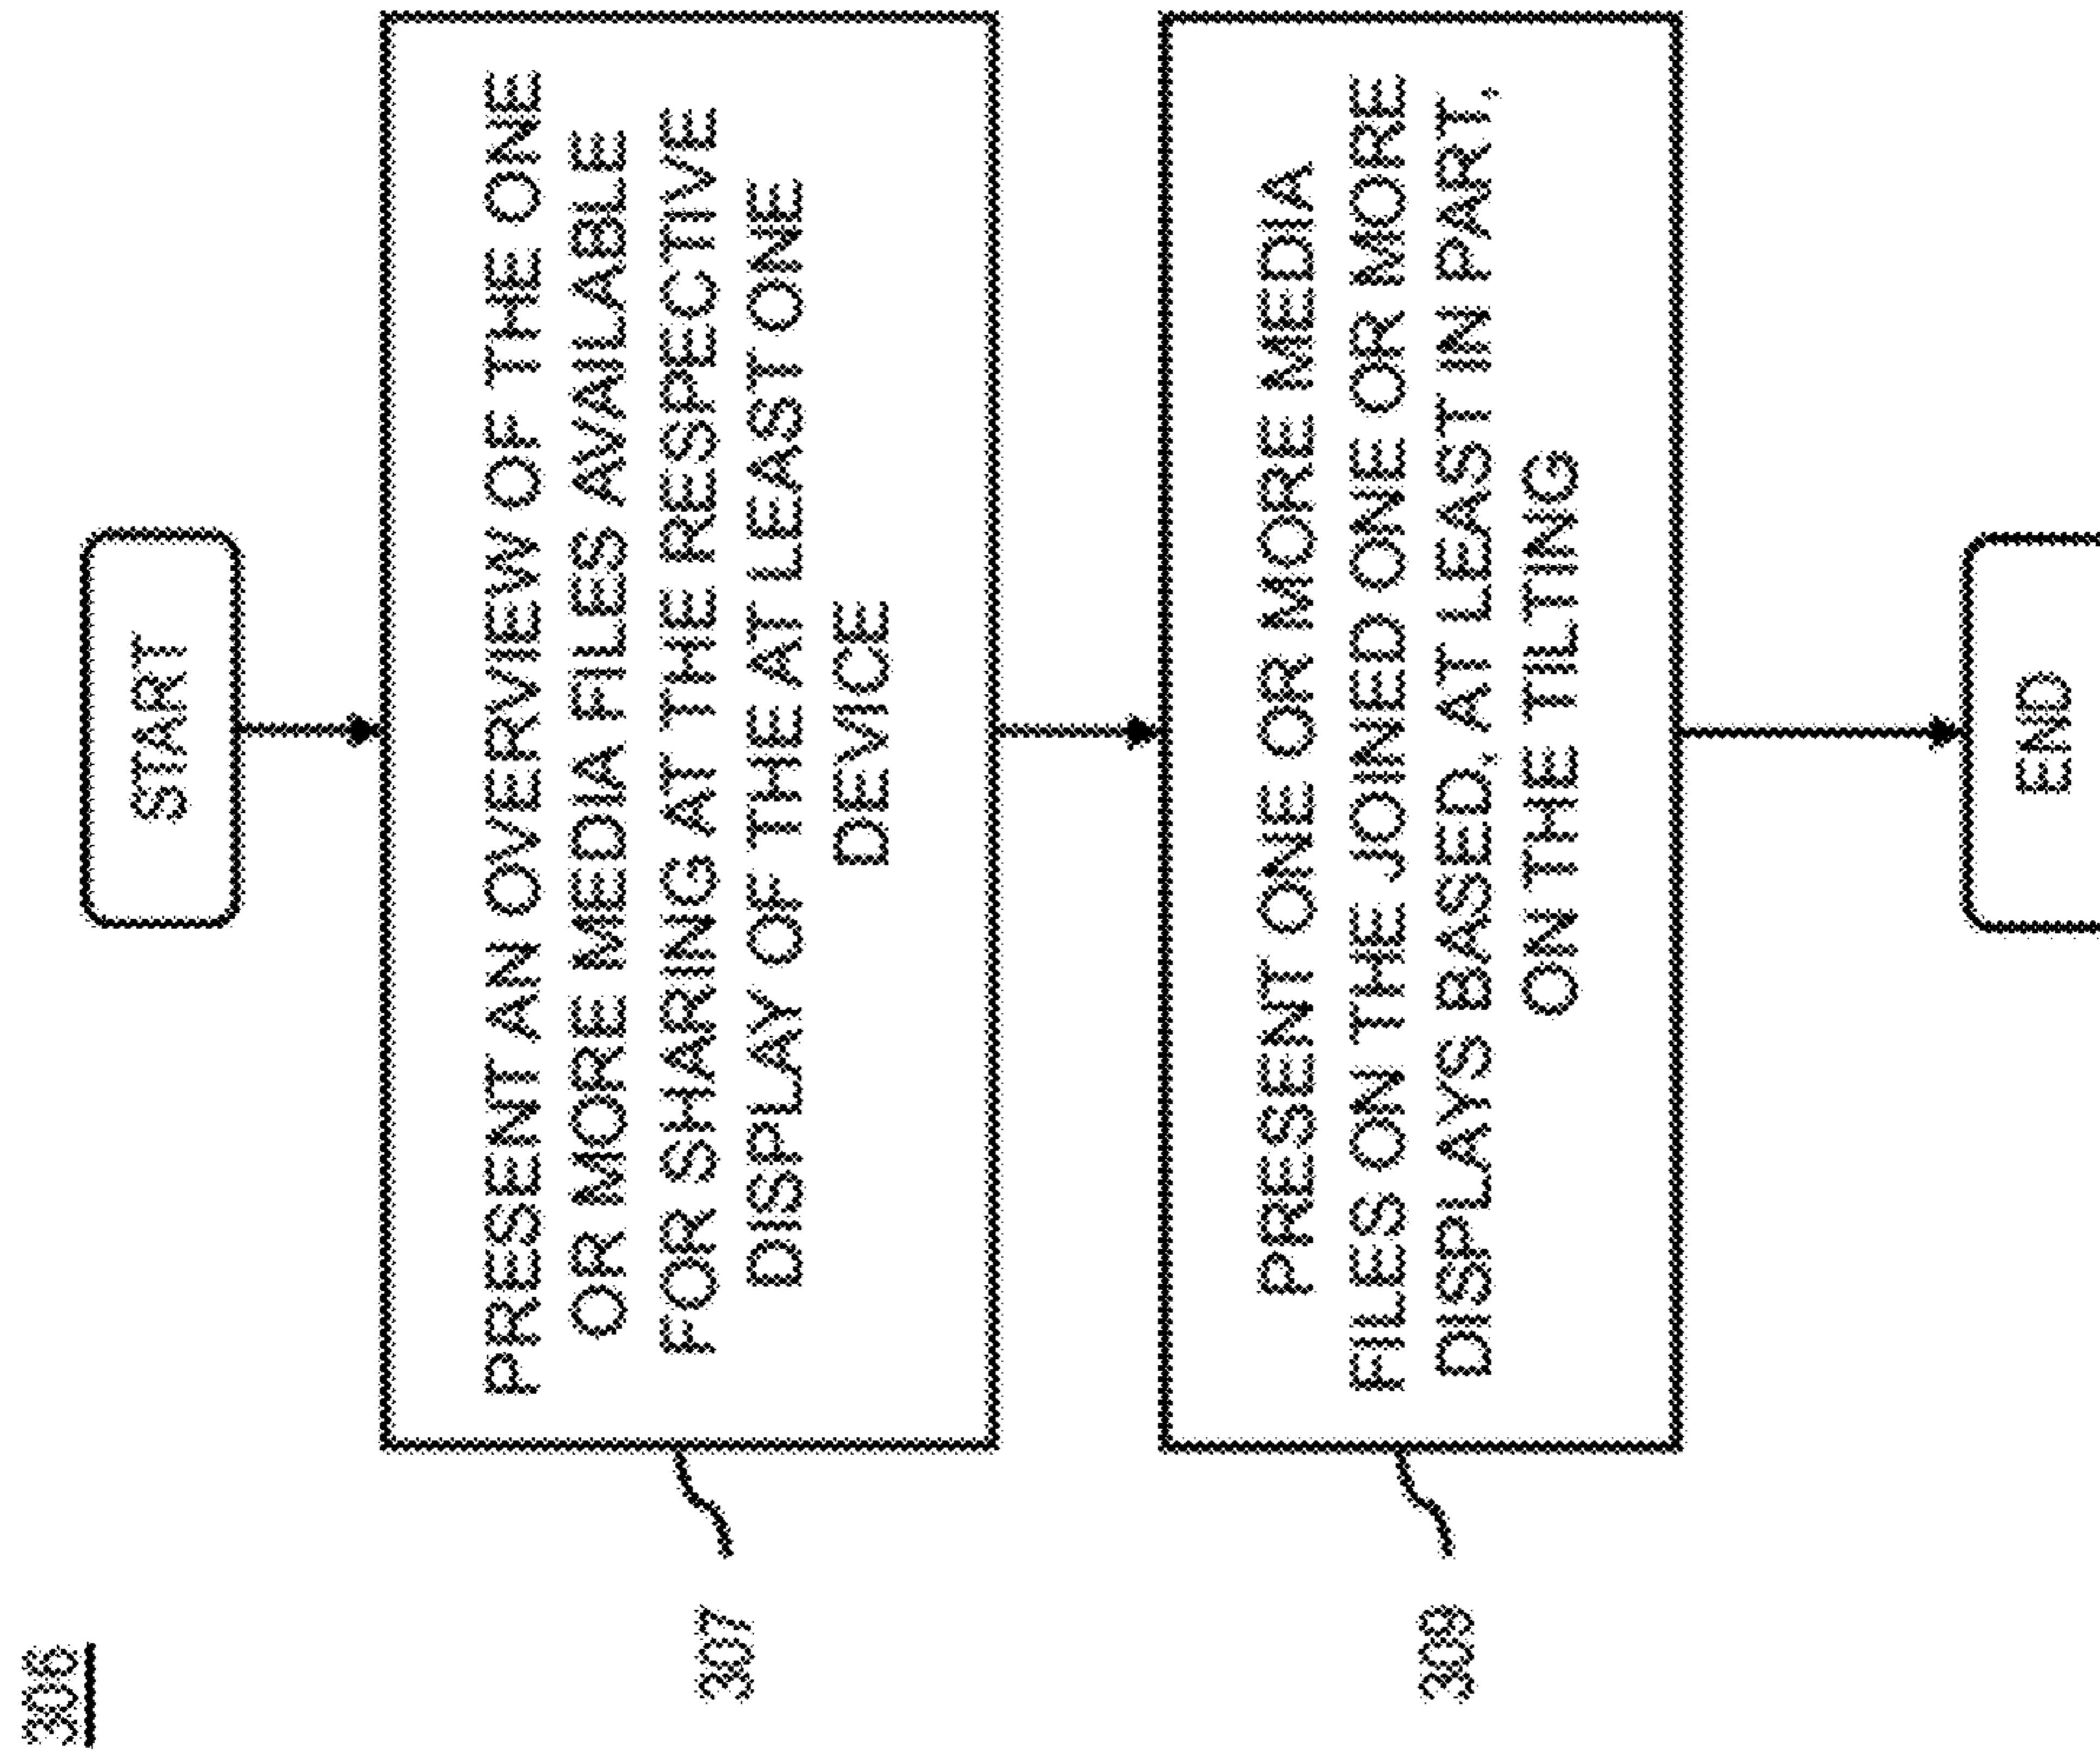 306
START
PRESENT AN OVERVIEW OF THE ONE
OR MORE MEDIA FILES AVAILABLE
FOR SHARING AT THE RESPECTIVE
DISPLAY OF THE AT LEAST ONE
DEVICE
307
PRESENT ONE OR MORE MEDIA
FILES ON THE JOINED ONE OR MORE
DISPLAYS BASED, AT LEAST IN PART,
ON THE TILTING
309
END